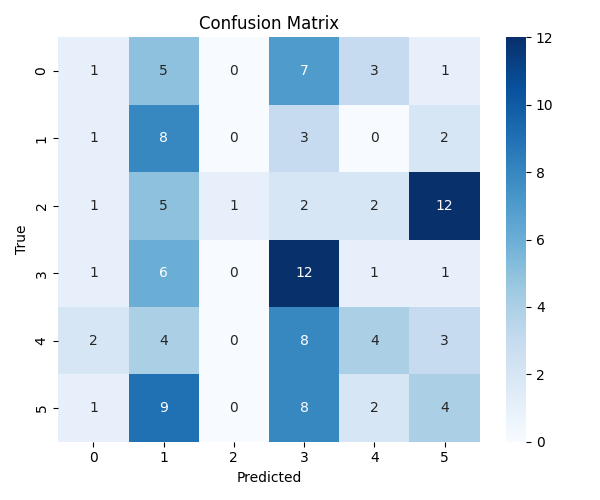 Confusion Matrix
True
0 1 5 0 7 3 1
1 1 8 0 3 0 2
2 1 5 1 2 2 12
3 1 6 0 12 1 1
4 2 4 0 8 4 3
5 1 9 0 8 2 4
0 1 2 3 4 5
Predicted
12
10
8
6
4
2
0